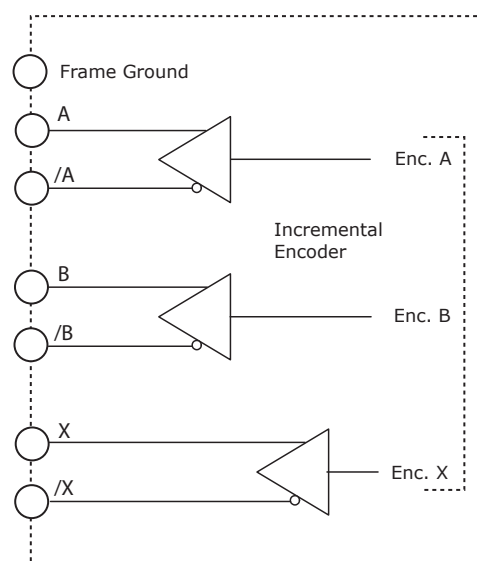 Frame Ground
A
/A
Enc. A
Incremental
Encoder
B
/B
Enc. B
X
/X
Enc. X